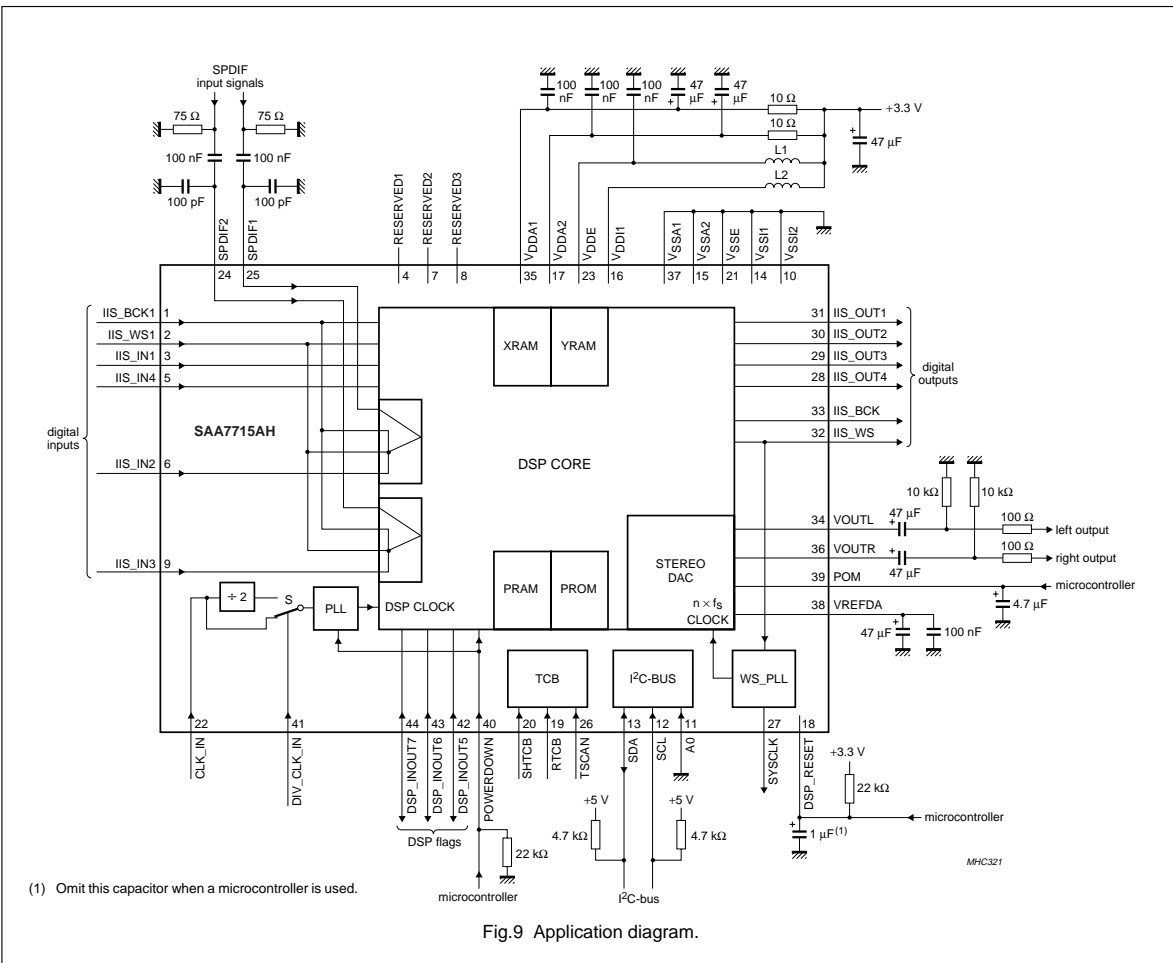 SPDIF
input signals
75 Ω
75 Ω
100 nF
100 nF
100 pF
100 pF
SPDIF2
SPDIF1
24
25
RESERVED1
RESERVED2
RESERVED3
4
7
8
100 nF
100 nF
100 nF
47 μF
47 μF
+
+
10 Ω
10 Ω
L1
L2
+3.3 V
+
47 μF
VDDA1
VDDA2
VDDE
VDDI1
35
17
23
16
VSSA1
VSSA2
VSSE
VSSI1
VSSI2
37
15
21
14
10
digital
inputs
IIS_BCK1 1
IIS_WS1 2
IIS_IN1 3
IIS_IN4 5
IIS_IN2 6
IIS_IN3 9
SAA7715AH
XRAM
YRAM
DSP CORE
PRAM
PROM
STEREO
DAC
n × fs
CLOCK
÷ 2
S
PLL
DSP CLOCK
TCB
I²C-BUS
WS_PLL
31 IIS_OUT1
30 IIS_OUT2
29 IIS_OUT3
28 IIS_OUT4
33 IIS_BCK
32 IIS_WS
digital
outputs
10 kΩ
10 kΩ
34 VOUTL
47 μF
+
100 Ω
left output
36 VOUTR
+
47 μF
100 Ω
right output
39 POM
microcontroller
+
4.7 μF
38 VREFDA
47 μF
+
100 nF
22
41
44
43
42
40
20
19
26
13
12
11
27
18
CLK_IN
DIV_CLK_IN
DSP_INOUT7
DSP_INOUT6
DSP_INOUT5
POWERDOWN
SHTCB
RTCB
TSCAN
SDA
SCL
A0
SYSCLK
DSP_RESET
DSP flags
22 kΩ
microcontroller
+5 V
4.7 kΩ
+5 V
4.7 kΩ
I²C-bus
+3.3 V
22 kΩ
microcontroller
+
1 μF(1)
MHC321
(1) Omit this capacitor when a microcontroller is used.
Fig.9 Application diagram.